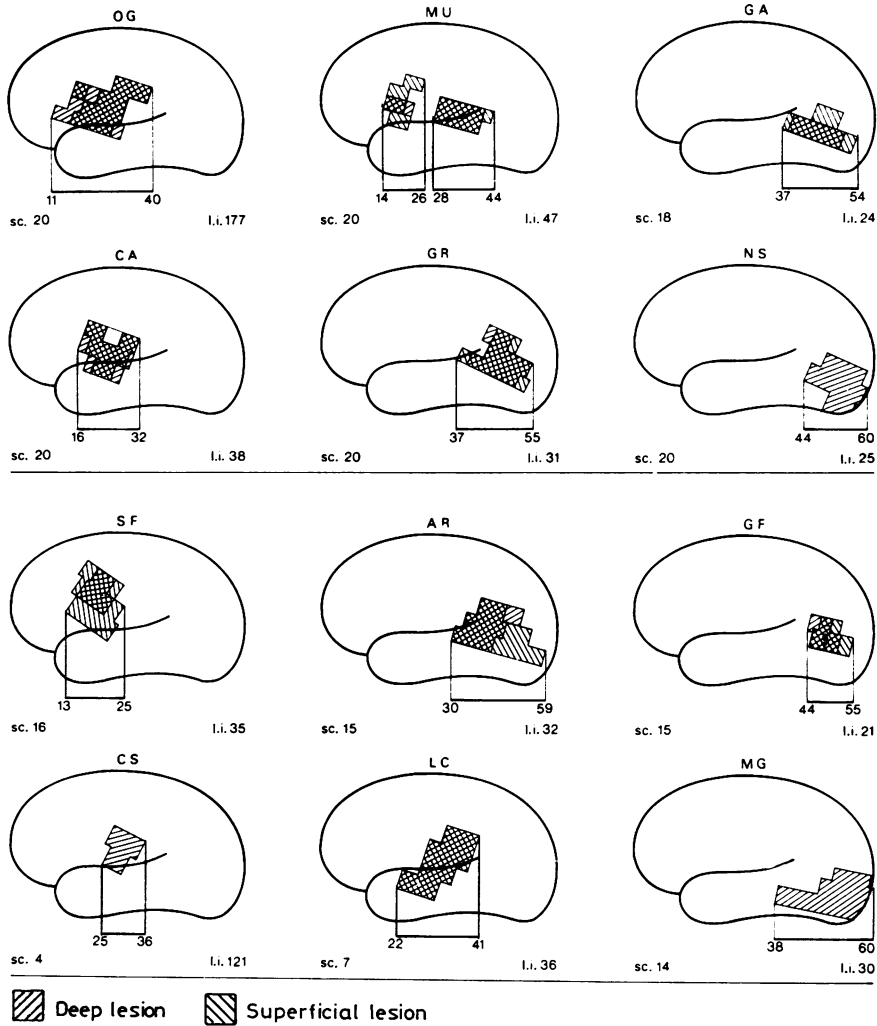 OG MU GA
11 40 14 26 28 44 37 54
sc. 20 l.i. 177 sc. 20 l.i. 47 sc. 18 l.i. 24
CA GR NS
16 32 37 55 44 60
sc. 20 l.i. 38 sc. 20 l.i. 31 sc. 20 l.i. 25
SF AR GF
13 25 30 59 44 55
sc. 16 l.i. 35 sc. 15 l.i. 32 sc. 15 l.i. 21
CS LC MG
25 36 22 41 38 60
sc. 4 l.i. 121 sc. 7 l.i. 36 sc. 14 l.i. 30
Deep lesion Superficial lesion